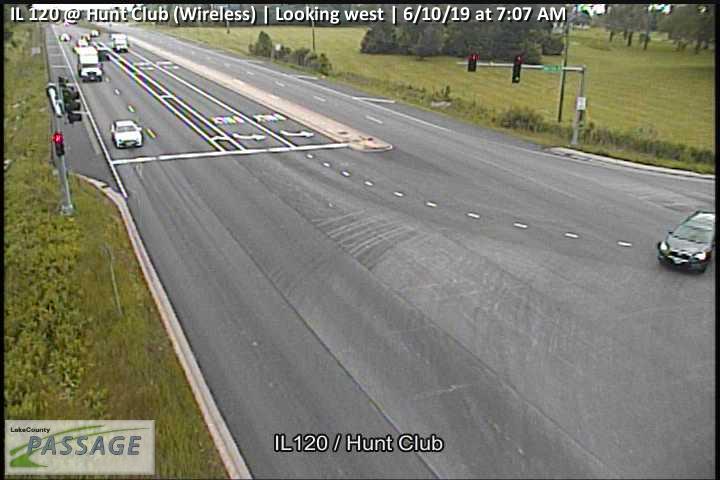 IL 120 @ Hunt Club (Wireless) | Looking west | 6/10/19 at 7:07 AM
IL120 / Hunt Club
LakeCounty
PASSAGE